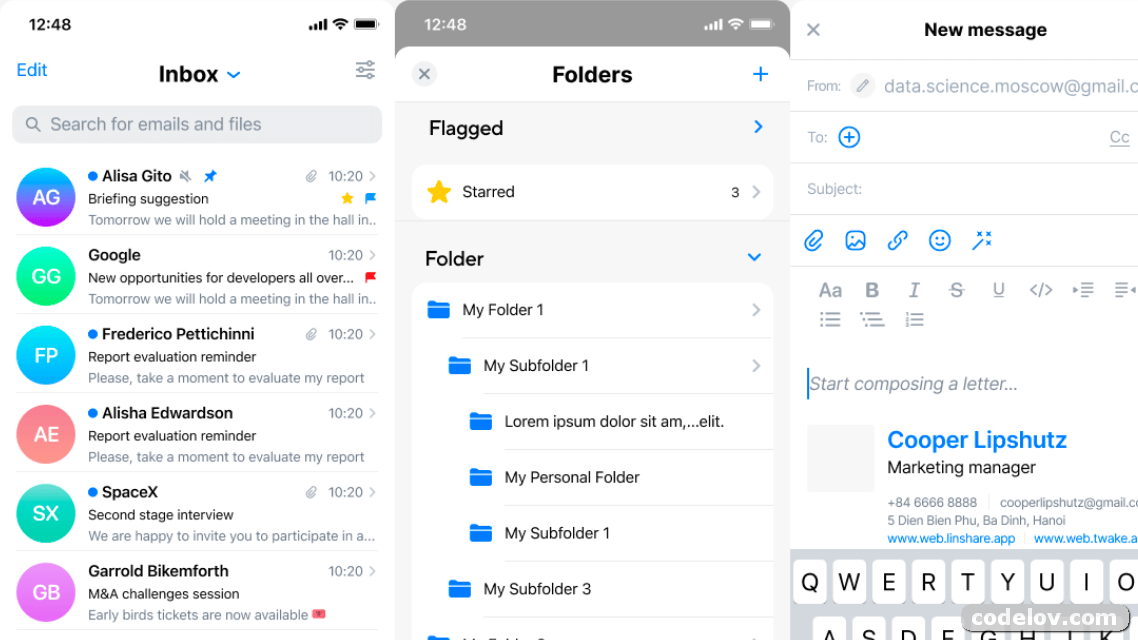 12:48
Edit
Inbox
Search for emails and files
AG
Alisa Gito
10:20
Briefing suggestion
Tomorrow we will hold a meeting in the hall in..
GG
Google
10:20
New opportunities for developers all over...
Tomorrow we will hold a meeting in the hall in..
FP
Frederico Pettichinni
10:20
Report evaluation reminder
Please, take a moment to evaluate my report
AE
Alisha Edwardson
10:20
Report evaluation reminder
Please, take a moment to evaluate my report
SX
SpaceX
10:20
Second stage interview
We are happy to invite you to participate in a...
GB
Garrold Bikemforth
10:20
M&A challenges session
Early birds tickets are now available
12:48
Folders
Flagged
Starred 3
Folder
My Folder 1
My Subfolder 1
Lorem ipsum dolor sit am,...elit.
My Personal Folder
My Subfolder 1
My Subfolder 3
New message
From: data.science.moscow@gmail.c
To: Cc
Subject:
Aa B I S U </>
Start composing a letter...
Cooper Lipshutz
Marketing manager
+84 6666 8888 cooperlipshutz@gmail.co
5 Dien Bien Phu, Ba Dinh, Hanoi
www.web.linshare.app www.web.twake.a
Q W E R T Y U I O
A S D F G H J K
codelov.com